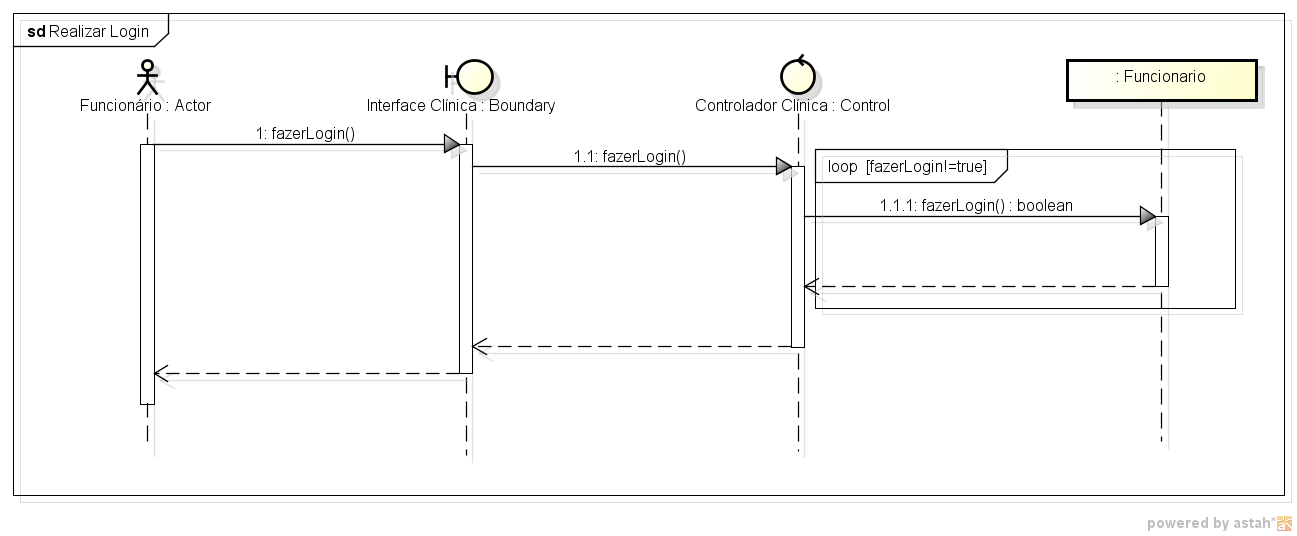 sd Realizar Login
Funcionário : Actor
Interface Clínica : Boundary
Controlador Clínica : Control
: Funcionario
1: fazerLogin()
1.1: fazerLogin()
loop [fazerLogin!=true]
1.1.1: fazerLogin() : boolean
powered by astah*